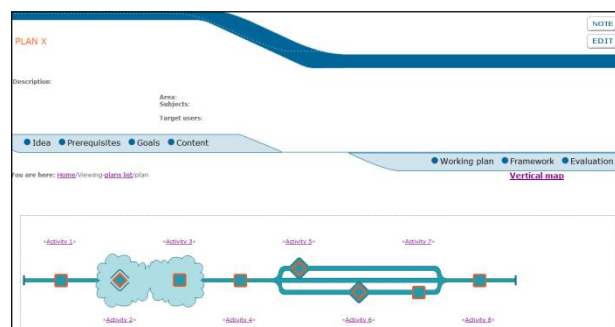 NOTE
PLAN X
EDIT
Description:
Area:
Subjects:
Target users:
Idea Prerequisites Goals Content
Working plan Framework Evaluation
You are here: Home/Viewing-plans list/plan
Vertical map
«Activity 1» «Activity 3» «Activity 5» «Activity 7»
«Activity 2» «Activity 4» «Activity 6» «Activity 8»